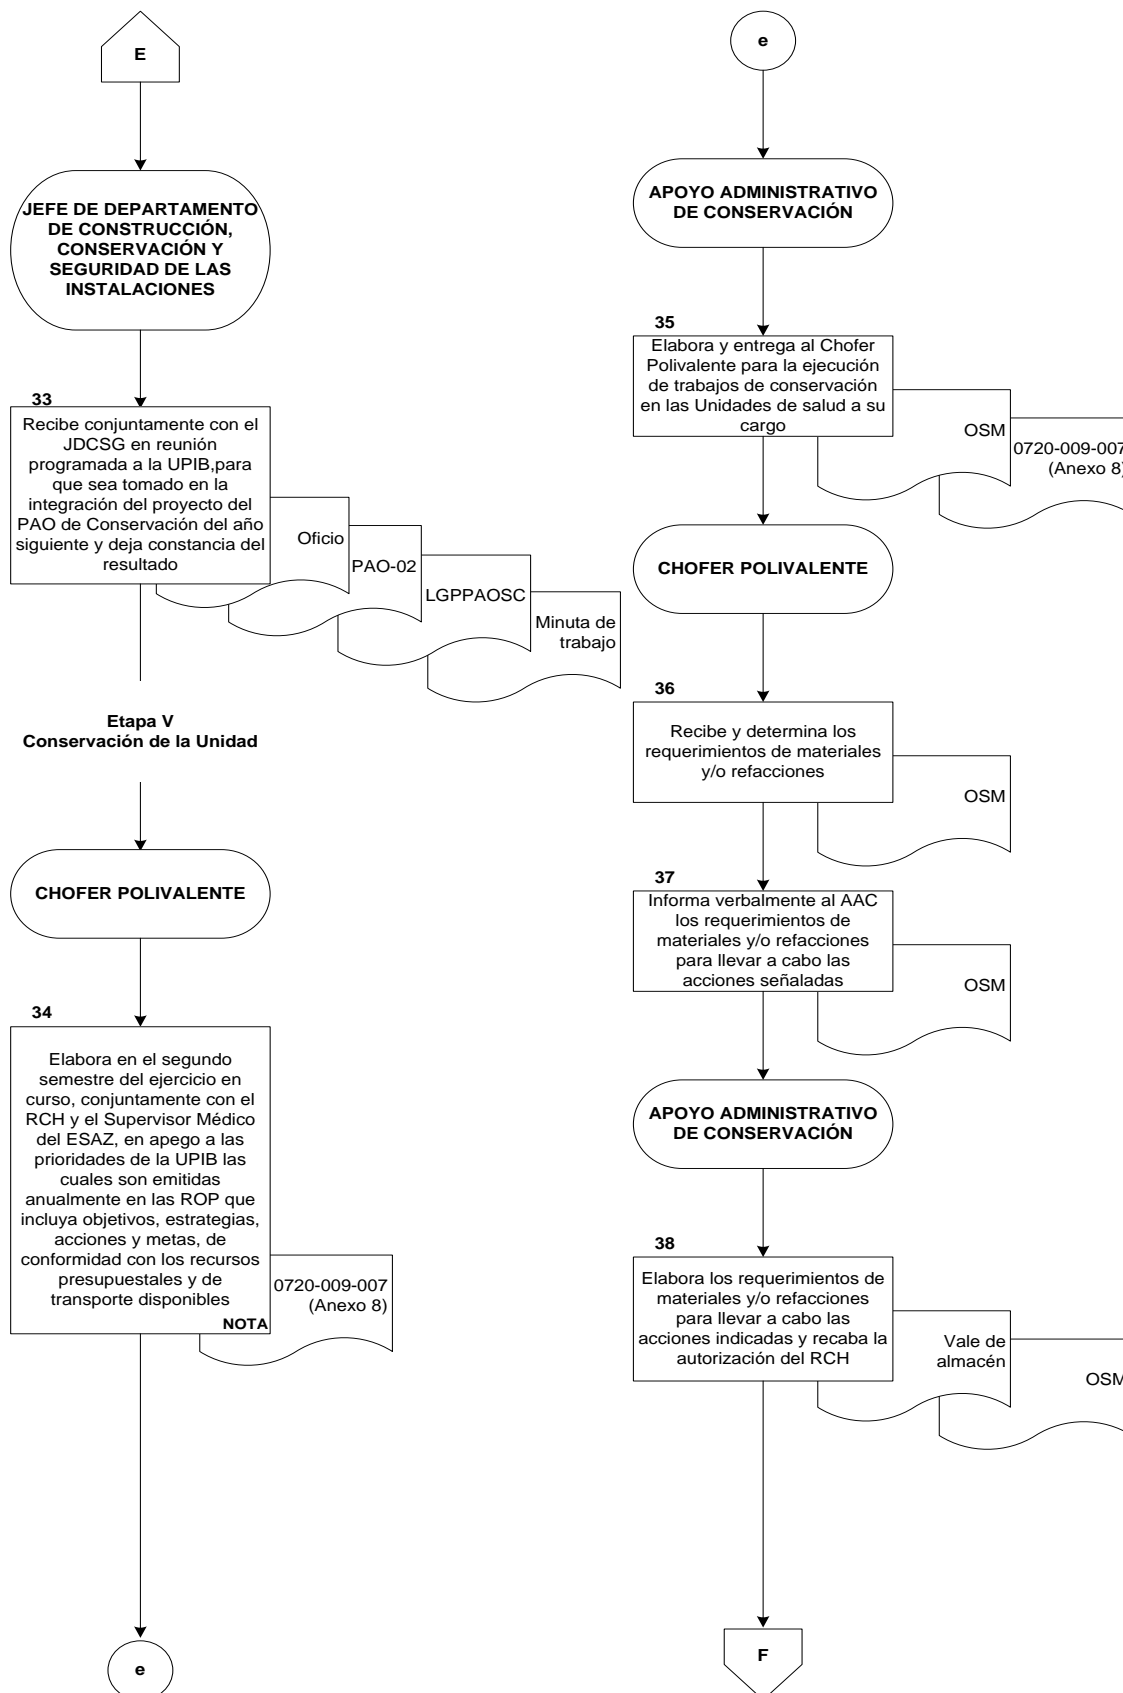 E
JEFE DE DEPARTAMENTO
DE CONSTRUCCIÓN,
CONSERVACIÓN Y
SEGURIDAD DE LAS
INSTALACIONES
33
Recibe conjuntamente con el
JDCSG en reunión
programada a la UPIB,para
que sea tomado en la
integración del proyecto del
PAO de Conservación del año
siguiente y deja constancia del
resultado
Oficio
PAO-02
LGPPAOSC
Minuta de
trabajo
Etapa V
Conservación de la Unidad
CHOFER POLIVALENTE
34
Elabora en el segundo
semestre del ejercicio en
curso, conjuntamente con el
RCH y el Supervisor Médico
del ESAZ, en apego a las
prioridades de la UPIB las
cuales son emitidas
anualmente en las ROP que
incluya objetivos, estrategias,
acciones y metas, de
conformidad con los recursos
presupuestales y de
transporte disponibles
NOTA
0720-009-007
(Anexo 8)
e
e
APOYO ADMINISTRATIVO
DE CONSERVACIÓN
35
Elabora y entrega al Chofer
Polivalente para la ejecución
de trabajos de conservación
en las Unidades de salud a su
cargo
OSM
0720-009-007
(Anexo 8)
CHOFER POLIVALENTE
36
Recibe y determina los
requerimientos de materiales
y/o refacciones
OSM
37
Informa verbalmente al AAC
los requerimientos de
materiales y/o refacciones
para llevar a cabo las
acciones señaladas
OSM
APOYO ADMINISTRATIVO
DE CONSERVACIÓN
38
Elabora los requerimientos de
materiales y/o refacciones
para llevar a cabo las
acciones indicadas y recaba la
autorización del RCH
Vale de
almacén
OSM
F